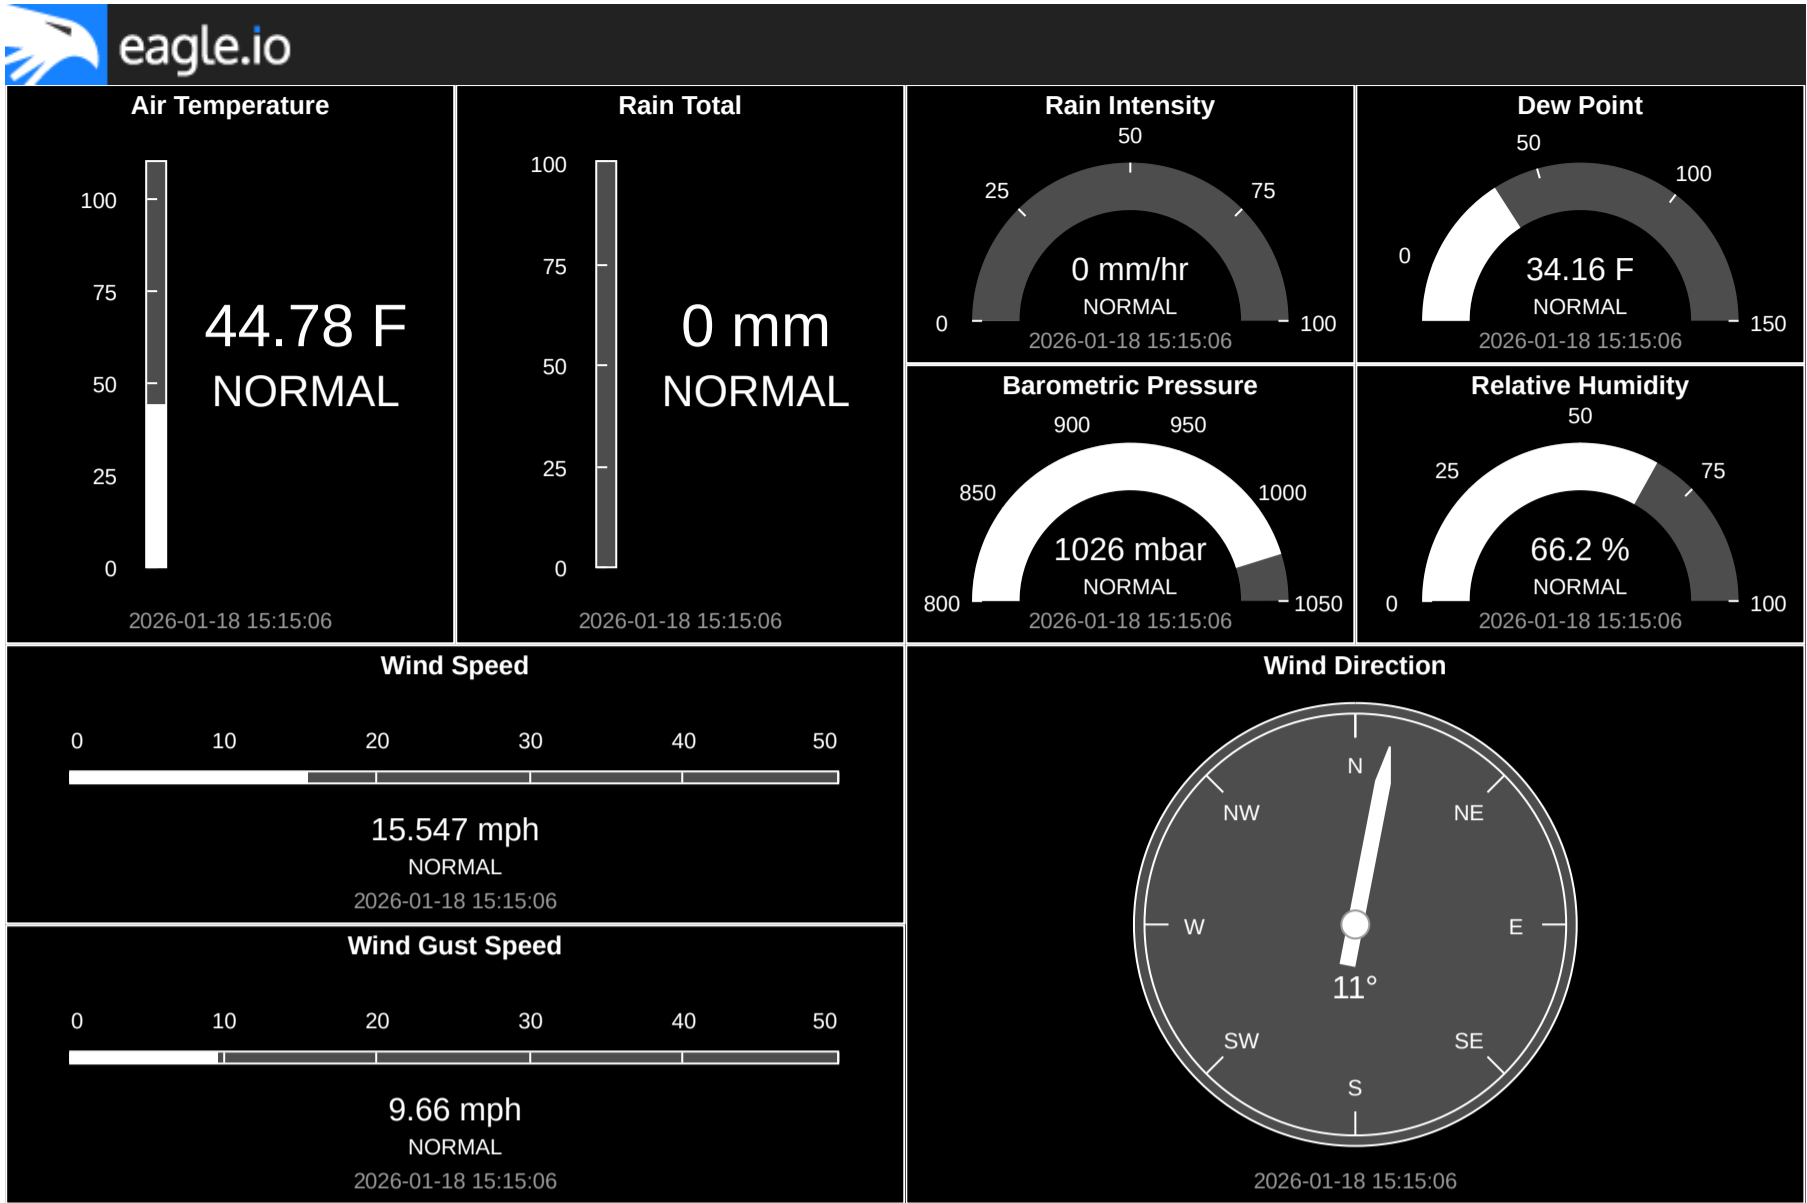 eagle.io
Air Temperature
100
75
50
25
0
44.78 F
NORMAL
2026-01-18 15:15:06
Rain Total
100
75
50
25
0
0 mm
NORMAL
2026-01-18 15:15:06
Rain Intensity
50
25
75
0
100
0 mm/hr
NORMAL
2026-01-18 15:15:06
Dew Point
50
100
0
150
34.16 F
NORMAL
2026-01-18 15:15:06
Barometric Pressure
900
950
850
1000
800
1050
1026 mbar
NORMAL
2026-01-18 15:15:06
Relative Humidity
50
25
75
0
100
66.2 %
NORMAL
2026-01-18 15:15:06
Wind Speed
0 10 20 30 40 50
15.547 mph
NORMAL
2026-01-18 15:15:06
Wind Gust Speed
0 10 20 30 40 50
9.66 mph
NORMAL
2026-01-18 15:15:06
Wind Direction
N
NW NE
W E
11°
SW SE
S
2026-01-18 15:15:06